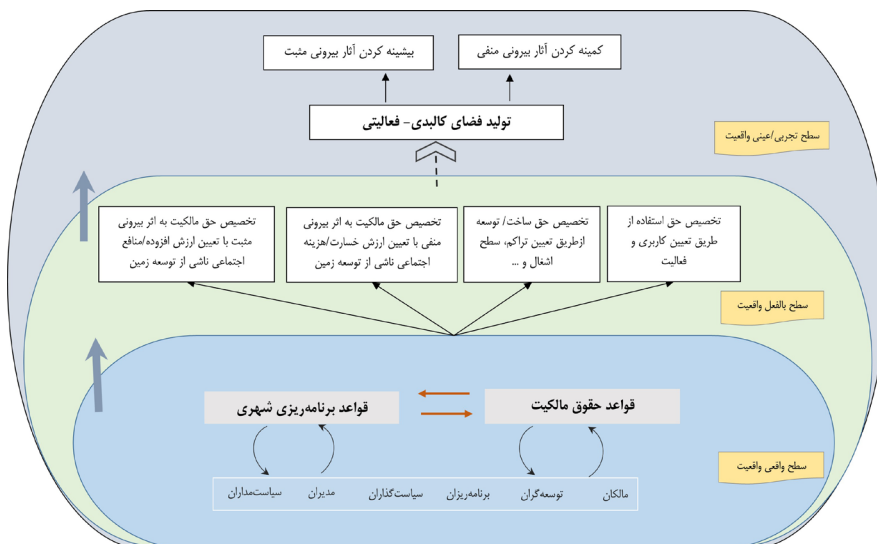 کمینه کردن آثار بیرونی منفی
بیشینه کردن آثار بیرونی مثبت
تولید فضای کالبدی- فعالیتی
سطح تجربی/عینی واقعیت
تخصیص حق استفاده از
طریق تعیین کاربری و
فعالیت
تخصیص حق ساخت/ توسعه
ازطریق تعیین تراکم، سطح
اشغال و ...
تخصیص حق مالکیت به اثر بیرونی
منفی با تعیین ارزش خسارت/هزینه
اجتماعی ناشی از توسعه زمین
تخصیص حق مالکیت به اثر بیرونی
مثبت با تعیین ارزش افزوده/منافع
اجتماعی ناشی از توسعه زمین
سطح بالفعل واقعیت
قواعد حقوق مالکیت
قواعد برنامه‌ریزی شهری
سطح واقعی واقعیت
مالکان توسعه‌گران برنامه‌ریزان سیاست‌گذاران مدیران سیاست‌مداران